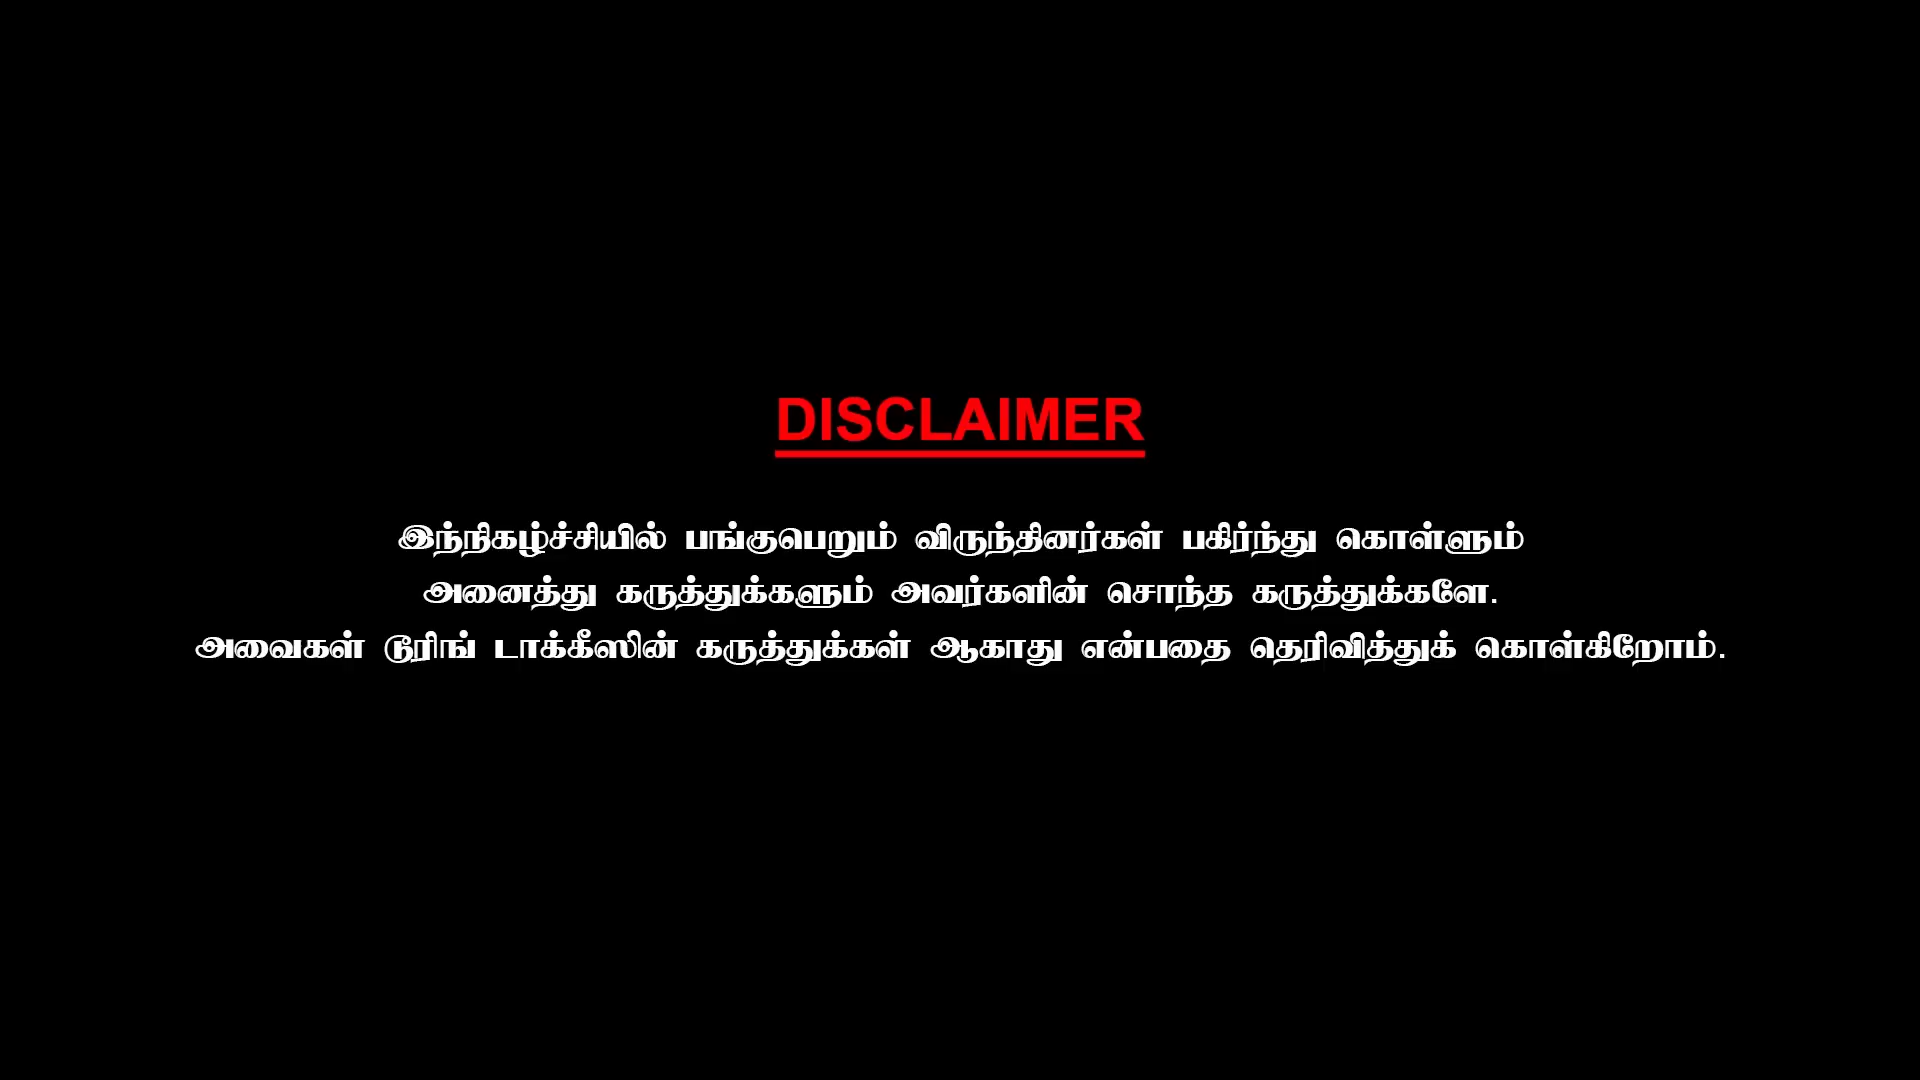 DISCLAIMER
இந்நிகழ்ச்சியில் பங்குபெறும் விருந்தினர்கள் பகிர்ந்து கொள்ளும்
அனைத்து கருத்துக்களும் அவர்களின் சொந்த கருத்துக்களே.
அவைகள் டூரிங் டாக்கீஸின் கருத்துக்கள் ஆகாது என்பதை தெரிவித்துக் கொள்கிறோம்.